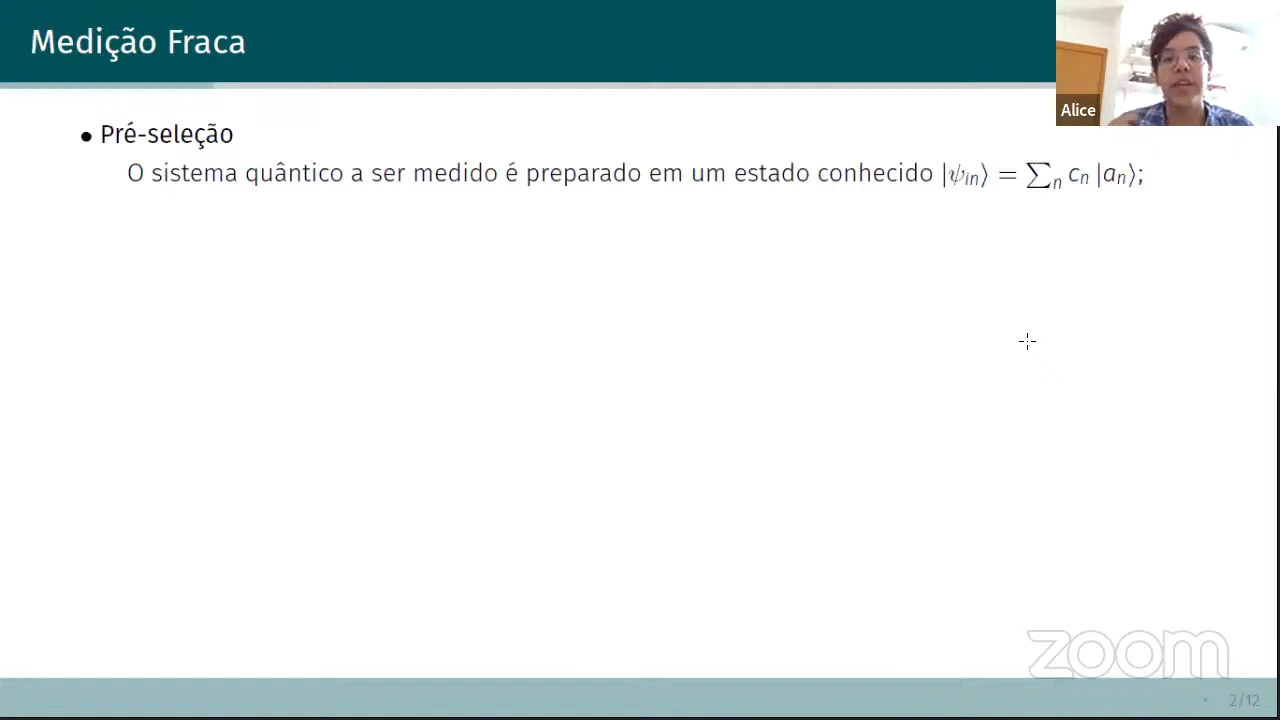 Medição Fraca
Alice
• Pré-seleção
O sistema quântico a ser medido é preparado em um estado conhecido |ψ_in⟩ = ∑_n c_n |a_n⟩;
zoom
2/12